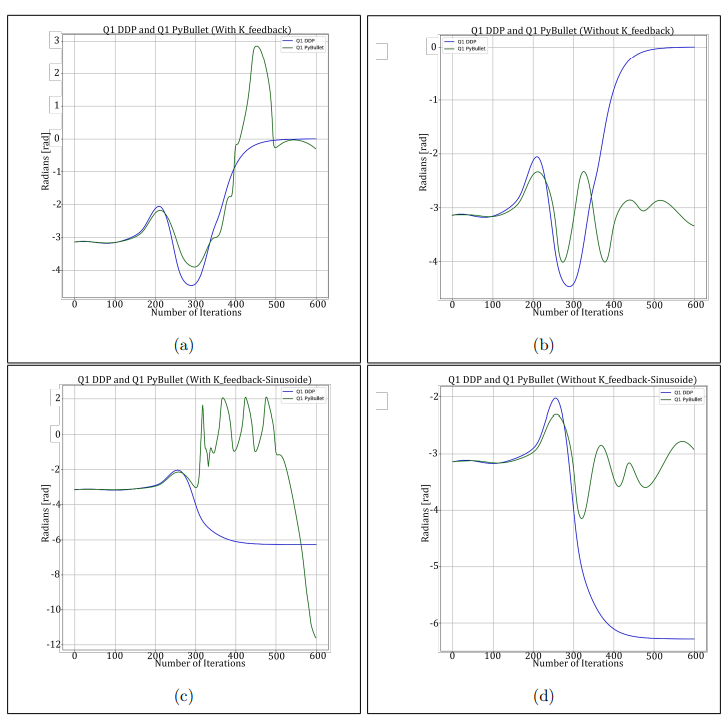 Q1 DDP and Q1 PyBullet (With K_feedback)
Q1 DDP
Q1 PyBullet
3
2
1
0
-1
-2
-3
-4
Radians [rad]
0 100 200 300 400 500 600
Number of Iterations
(a)
Q1 DDP and Q1 PyBullet (Without K_feedback)
Q1 DDP
Q1 PyBullet
0
-1
-2
-3
-4
Radians [rad]
0 100 200 300 400 500 600
Number of Iterations
(b)
Q1 DDP and Q1 PyBullet (With K_feedback-Sinusoide)
Q1 DDP
Q1 PyBullet
2
0
-2
-4
-6
-8
-10
-12
Radians [rad]
0 100 200 300 400 500 600
Number of Iterations
(c)
Q1 DDP and Q1 PyBullet (Without K_feedback-Sinusoide)
Q1 DDP
Q1 PyBullet
-2
-3
-4
-5
-6
Radians [rad]
0 100 200 300 400 500 600
Number of Iterations
(d)